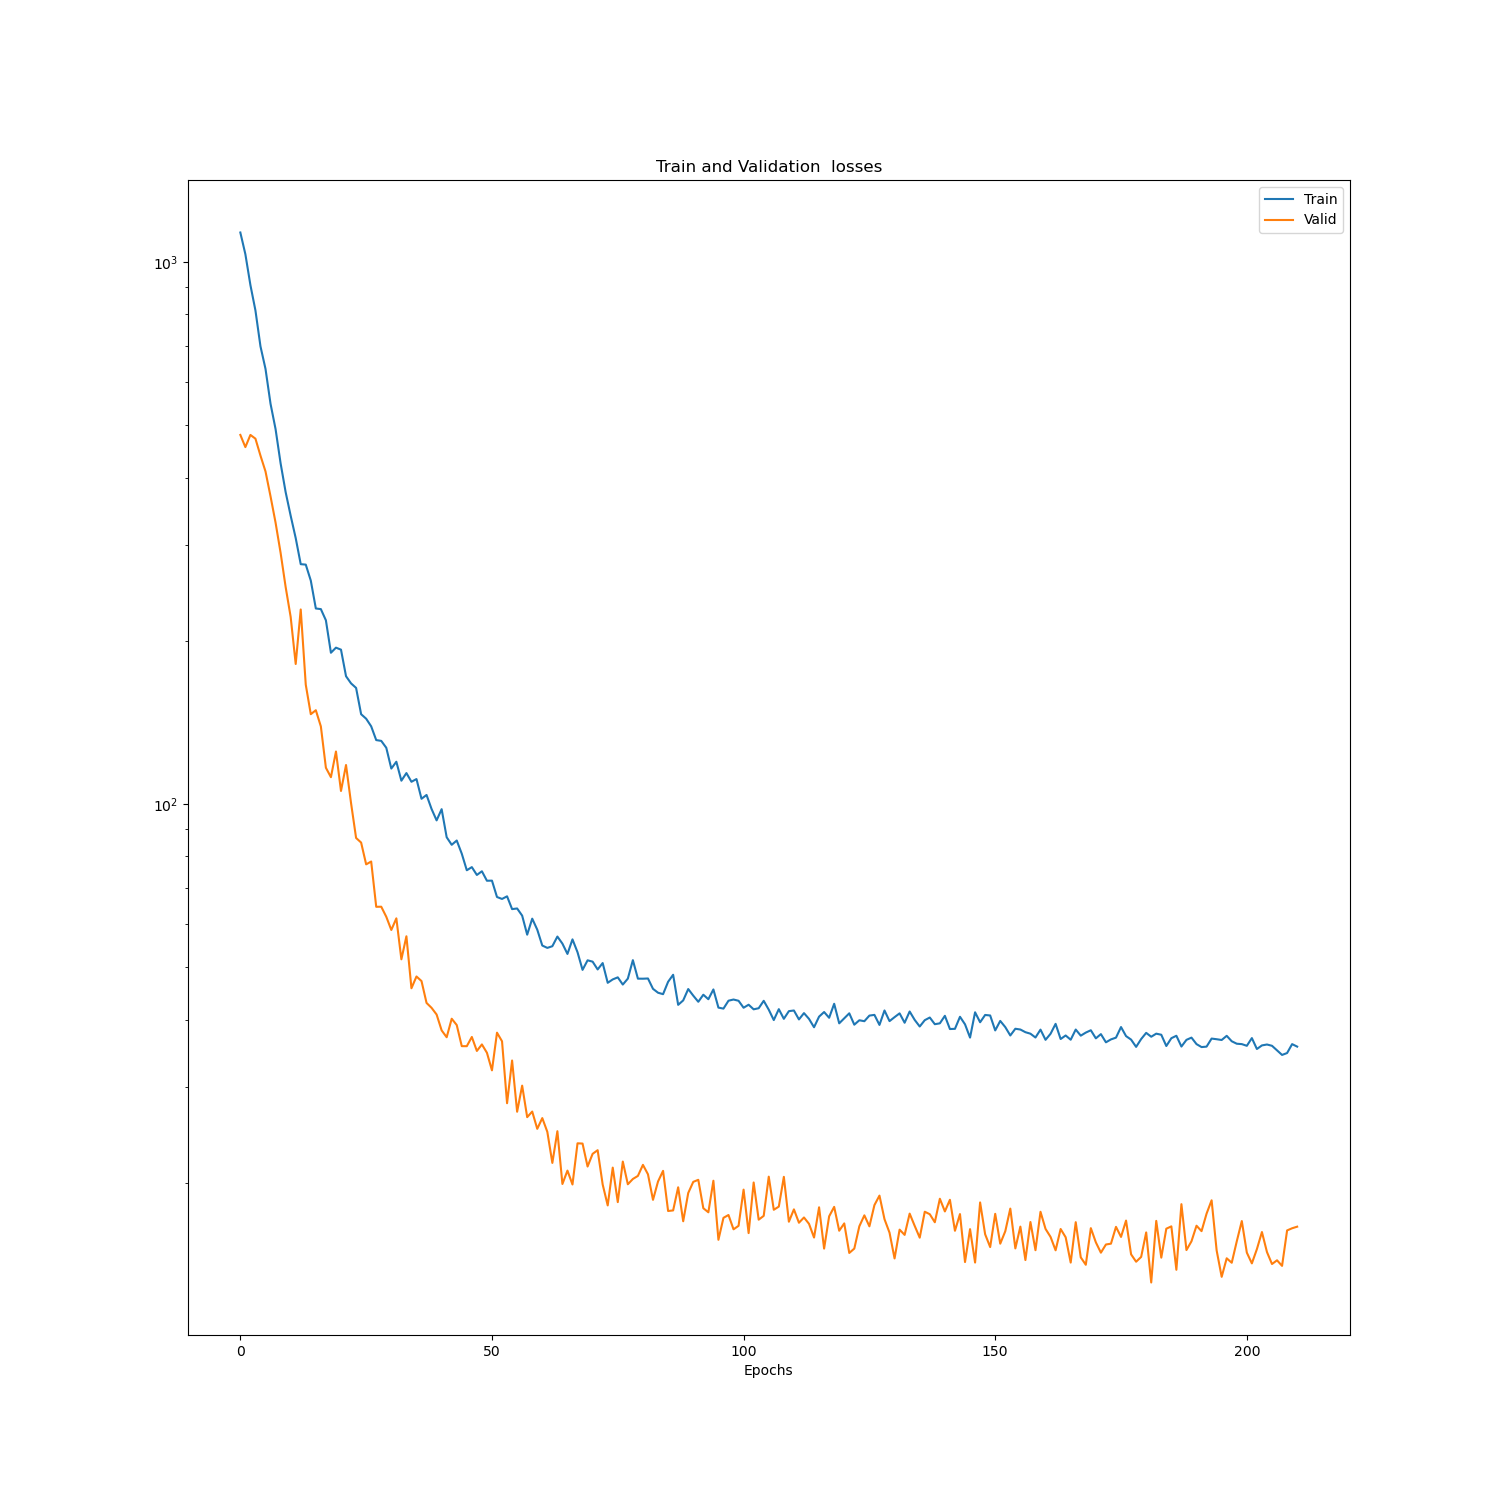 Train and Validation  losses
Train
Valid
10³
10²
0 50 100 150 200
Epochs